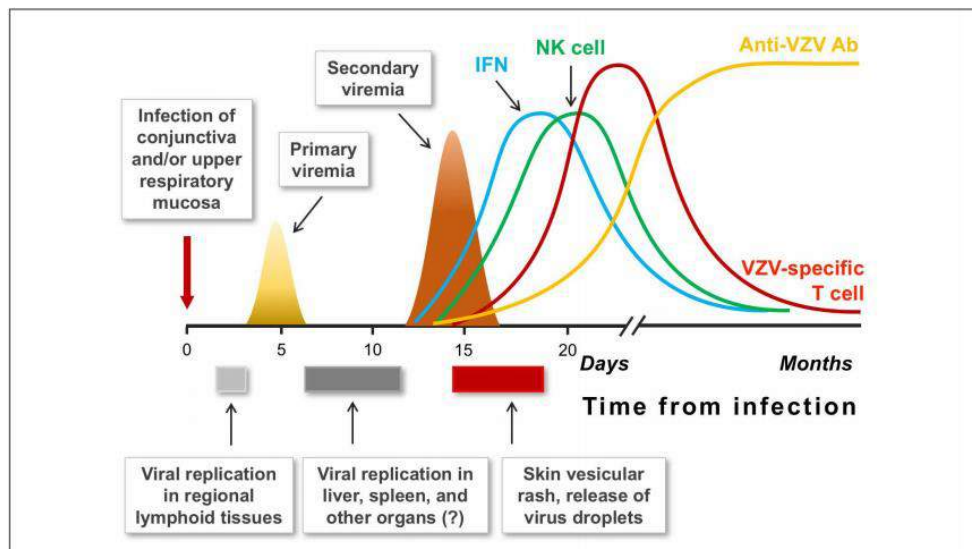 Infection of
conjunctiva
and/or upper
respiratory
mucosa
Primary
viremia
Secondary
viremia
IFN
NK cell
Anti-VZV Ab
VZV-specific
T cell
0
5
10
15
20
Days
Months
Time from infection
Viral replication
in regional
lymphoid tissues
Viral replication in
liver, spleen, and
other organs (?)
Skin vesicular
rash, release of
virus droplets